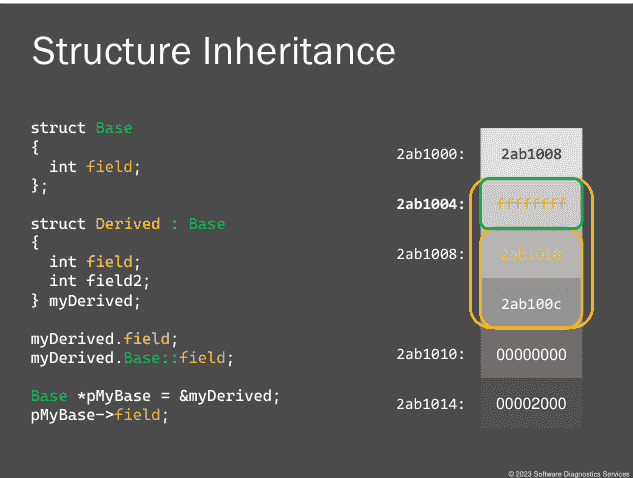 Structure Inheritance
struct Base
{
int field;
};
struct Derived : Base
{
int field;
int field2;
} myDerived;
myDerived.field;
myDerived.Base::field;
Base *pMyBase = &myDerived;
pMyBase->field;
2ab1000: 2ab1008
2ab1004: ffffffff
2ab1008: 2ab1010
2ab100c
2ab1010: 00000000
2ab1014: 00002000
© 2023 Software Diagnostics Services